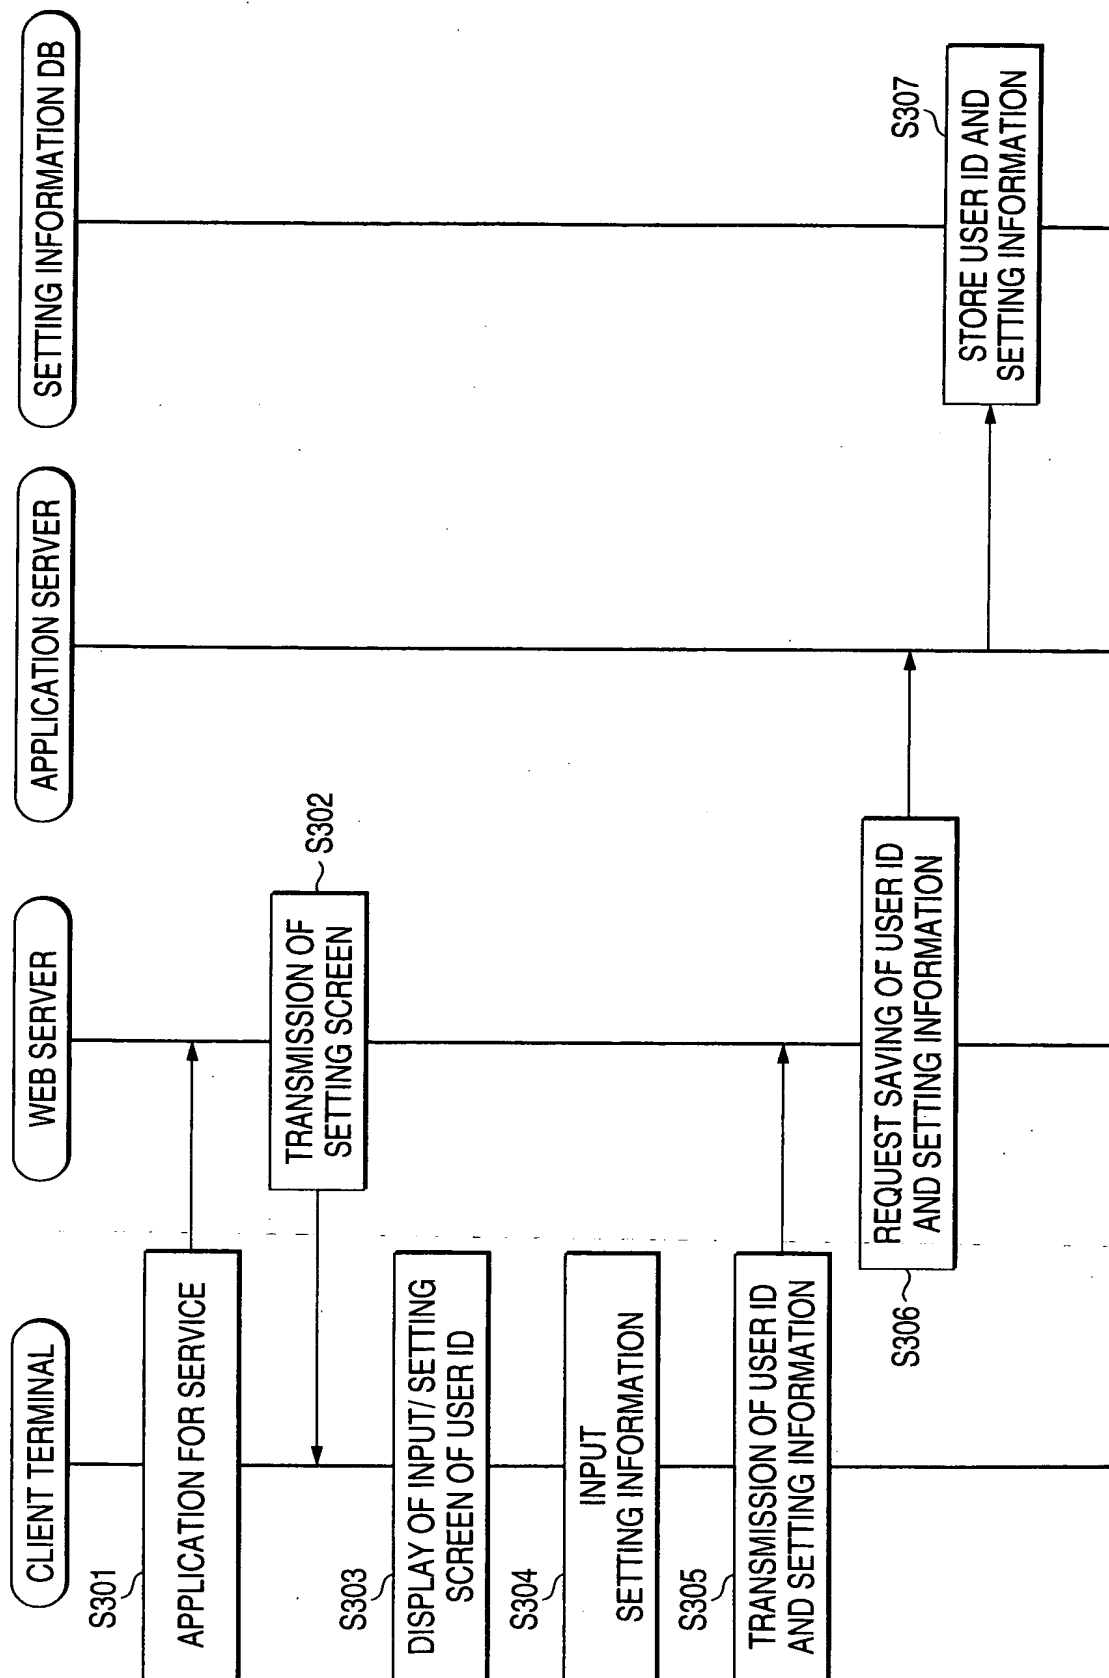 CLIENT TERMINAL
WEB SERVER
APPLICATION SERVER
SETTING INFORMATION DB
S301
APPLICATION FOR SERVICE
S302
TRANSMISSION OF
SETTING SCREEN
S303
DISPLAY OF INPUT/ SETTING
SCREEN OF USER ID
S304
INPUT
SETTING INFORMATION
S305
TRANSMISSION OF USER ID
AND SETTING INFORMATION
S306
REQUEST SAVING OF USER ID
AND SETTING INFORMATION
S307
STORE USER ID AND
SETTING INFORMATION